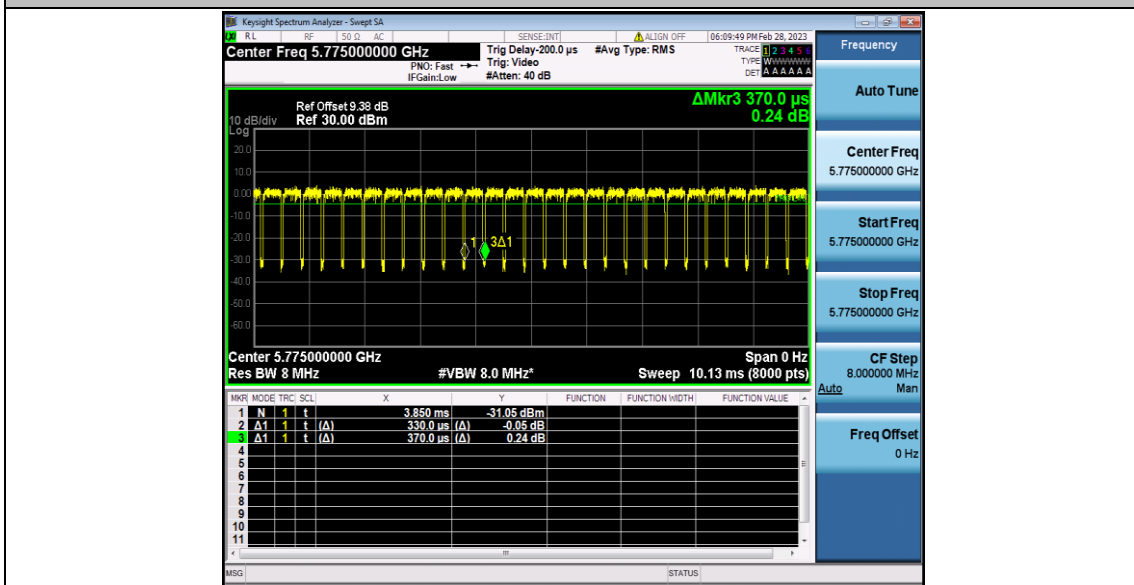 Keysight Spectrum Analyzer - Swept SA
RL RF 50 Ω AC SENSE:INT ALIGN OFF 06:09:49 PM Feb 28, 2023
Center Freq 5.775000000 GHz
Trig Delay-200.0 µs #Avg Type: RMS
TRACE 1 2 3 4 5 6
PNO: Fast Trig: Video
TYPE W
IFGain:Low #Atten: 40 dB
DET A A A A A A
Frequency
Auto Tune
ΔMkr3 370.0 µs
0.24 dB
Ref Offset 9.38 dB
10 dB/div Ref 30.00 dBm
Log
20.0
10.0
0.00
-10.0
-20.0
-30.0
-40.0
-50.0
-60.0
1
3Δ1
Center 5.775000000 GHz Span 0 Hz
Res BW 8 MHz #VBW 8.0 MHz* Sweep 10.13 ms (8000 pts)
Center Freq
5.775000000 GHz
Start Freq
5.775000000 GHz
Stop Freq
5.775000000 GHz
CF Step
8.000000 MHz
Auto Man
Freq Offset
0 Hz
MKR MODE TRC SCL X Y FUNCTION FUNCTION WIDTH FUNCTION VALUE
1 N 1 t 3.850 ms -31.05 dBm
2 Δ1 1 t (Δ) 330.0 µs (Δ) -0.05 dB
3 Δ1 1 t (Δ) 370.0 µs (Δ) 0.24 dB
4
5
6
7
8
9
10
11
MSG STATUS